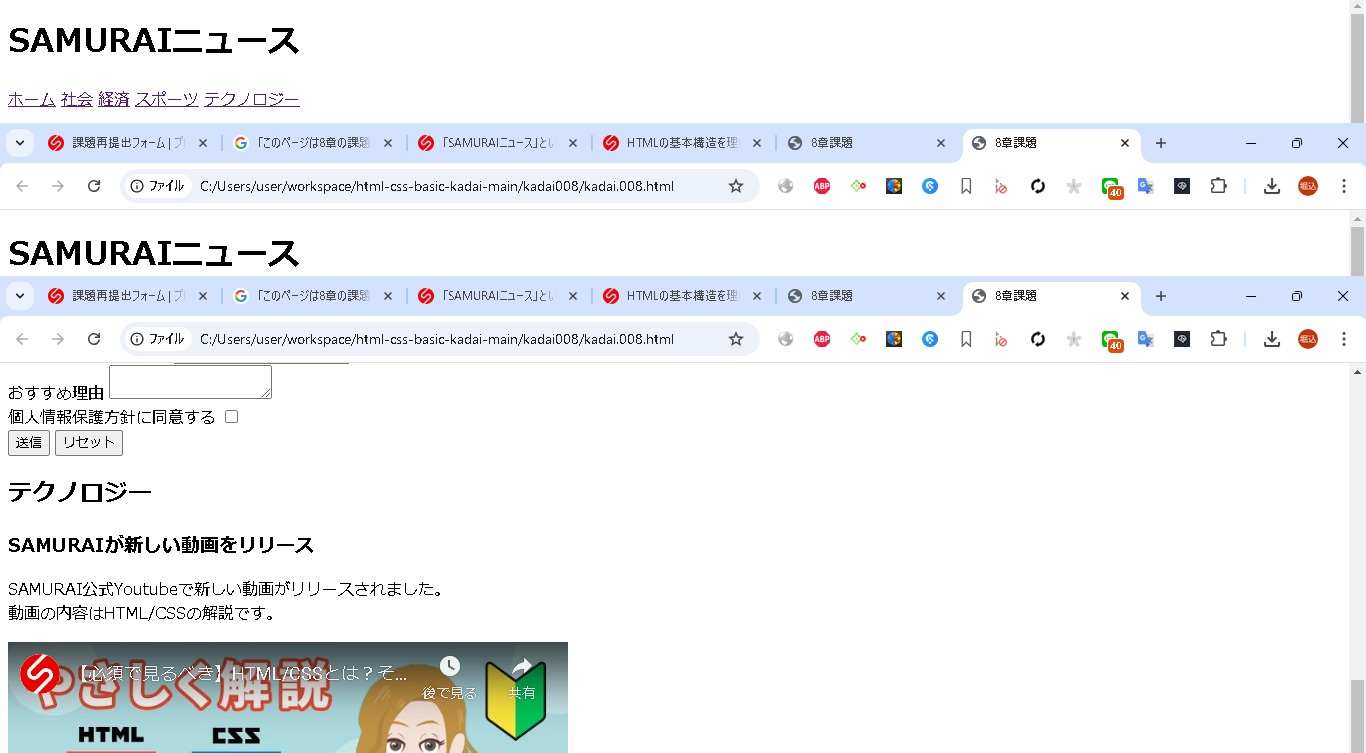 SAMURAIニュース
ホーム 社会 経済 スポーツ テクノロジー
課題再提出フォーム | プ 「このページは8章の課題 「SAMURAIニュース」とい HTMLの基本構造を理 8章課題 8章課題
ファイル C:/Users/user/workspace/html-css-basic-kadai-main/kadai008/kadai.008.html ABP 40 G 堀込
SAMURAIニュース
課題再提出フォーム | プ 「このページは8章の課題 「SAMURAIニュース」とい HTMLの基本構造を理 8章課題 8章課題
ファイル C:/Users/user/workspace/html-css-basic-kadai-main/kadai008/kadai.008.html ABP 40 G 堀込
おすすめ理由
個人情報保護方針に同意する
送信 リセット
テクノロジー
SAMURAIが新しい動画をリリース
SAMURAI公式Youtubeで新しい動画がリリースされました。
動画の内容はHTML/CSSの解説です。
【必須で見るべき】HTML/CSSとは？そ...
後で見る 共有
やさしく解説
HTML CSS